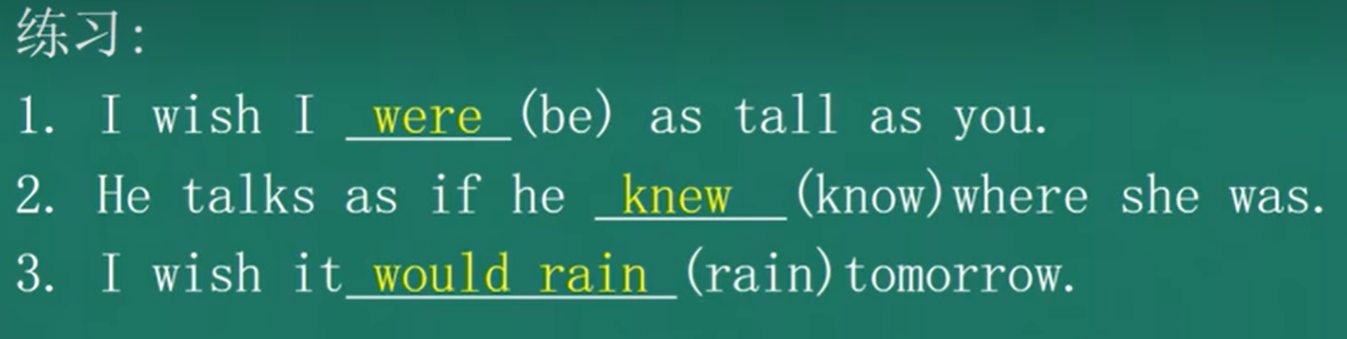 练习：
1. I wish I were (be) as tall as you.
2. He talks as if he knew (know)where she was.
3. I wish it would rain (rain)tomorrow.